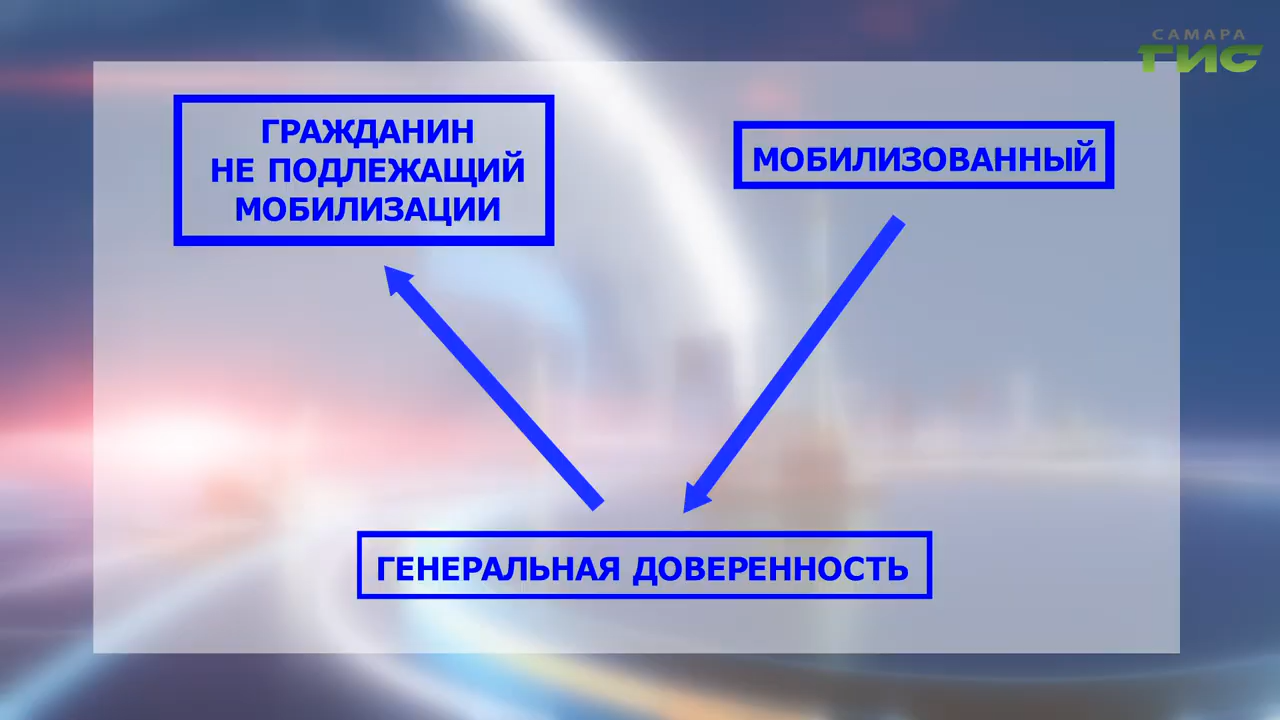 САМАРА
ГИС
ГРАЖДАНИН
НЕ ПОДЛЕЖАЩИЙ
МОБИЛИЗАЦИИ
МОБИЛИЗОВАННЫЙ
ГЕНЕРАЛЬНАЯ ДОВЕРЕННОСТЬ